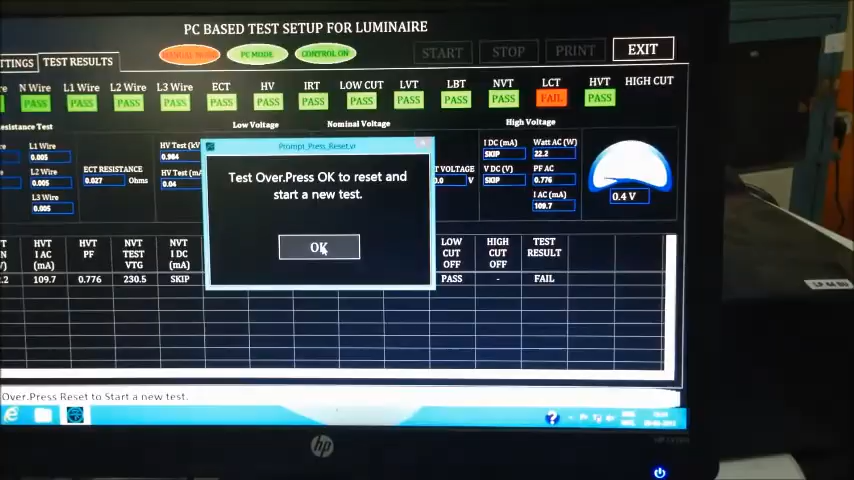 PC BASED TEST SETUP FOR LUMINAIRE
TTINGS TEST RESULTS
PC MODE CONTROL ON START STOP PRINT EXIT
N Wire L1 Wire L2 Wire L3 Wire ECT HV IRT LOW CUT LVT LBT NVT LCT HVT HIGH CUT
PASS PASS PASS PASS PASS PASS PASS PASS PASS PASS PASS FAIL PASS
esistance Test Low Voltage Nominal Voltage High Voltage
L1 Wire
0.005
L2 Wire
0.005
L3 Wire
0.005
ECT RESISTANCE
0.027 Ohms
HV Test (kV
0.984
HV Test (mA
0.04
T VOLTAGE
0.0 V
I DC (mA) Watt AC (W)
SKIP 22.2
V DC (V) PF AC
SKIP 0.776
I AC (mA)
109.7
0.4 V
Prompt_Press_Reset.vi
Test Over.Press OK to reset and
start a new test.
OK
HVT I AC (mA) HVT PF NVT TEST VTG NVT I DC (mA) LOW CUT OFF HIGH CUT OFF TEST RESULT
.2 109.7 0.776 230.5 SKIP PASS - FAIL
Over.Press Reset to Start a new test.
hp